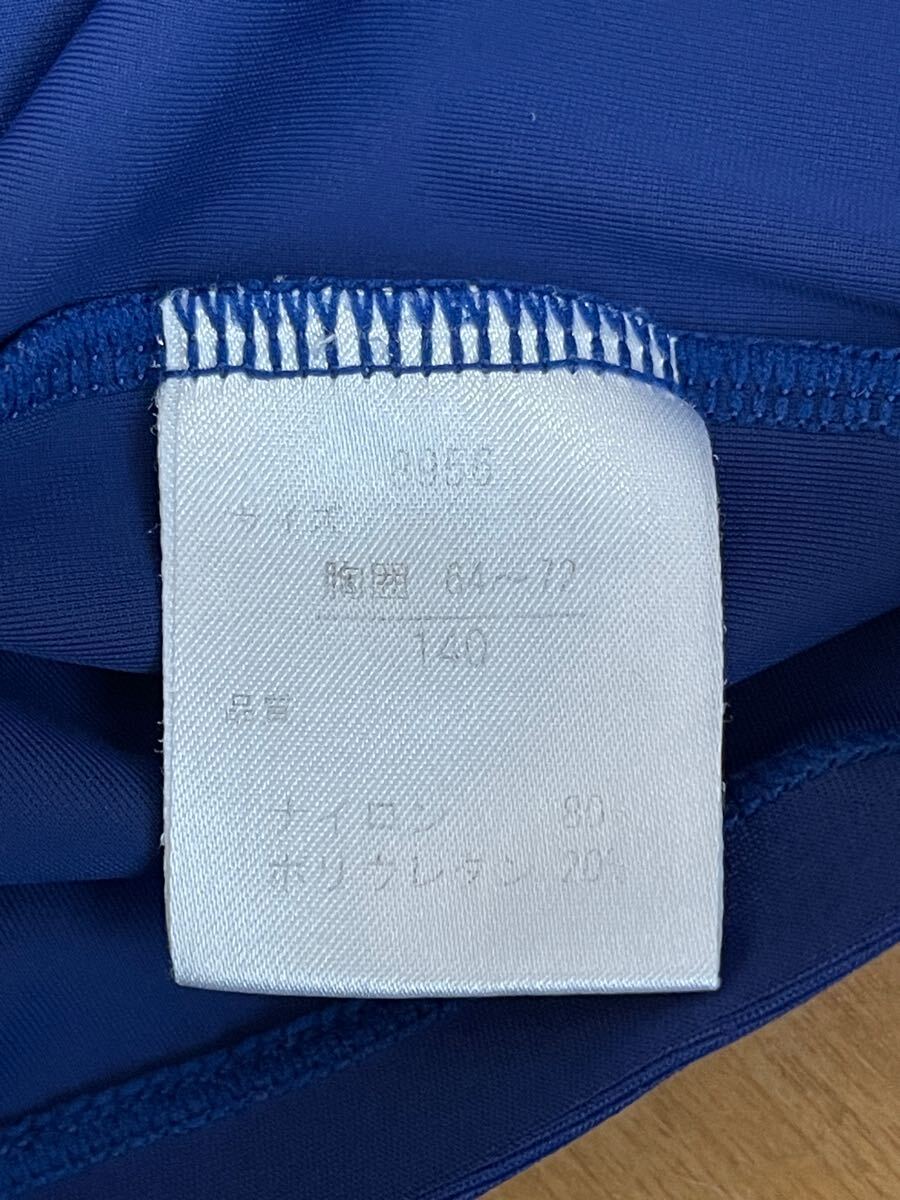 サイズ
胸囲 64～72
140
品質
ナイロン 80%
ポリウレタン 20%